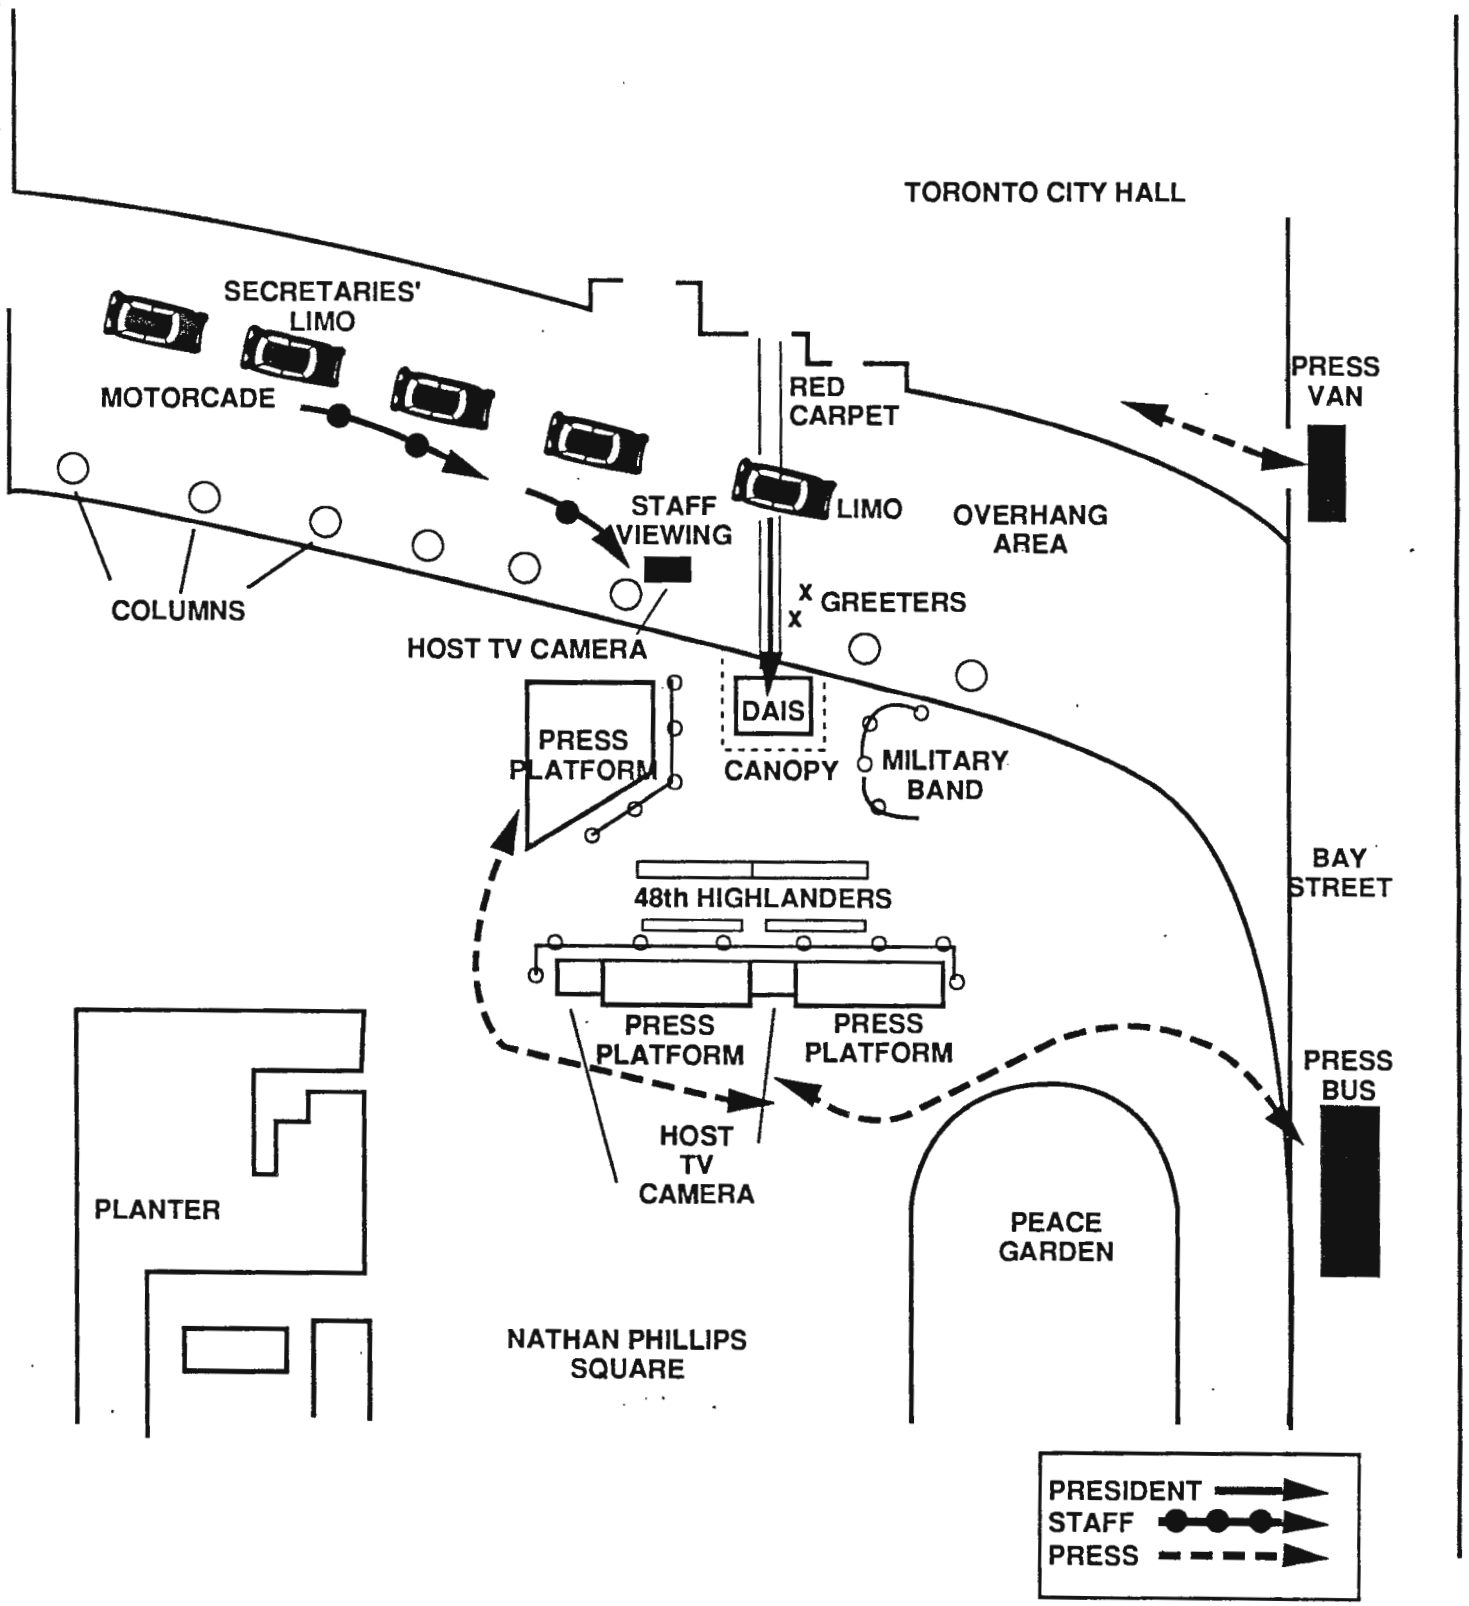 TORONTO CITY HALL
SECRETARIES'
LIMO
MOTORCADE
PRESS
VAN
RED
CARPET
STAFF
VIEWING
LIMO
OVERHANG
AREA
COLUMNS
X
X
GREETERS
HOST TV CAMERA
PRESS
PLATFORM
DAIS
CANOPY
MILITARY
BAND
BAY
STREET
48th HIGHLANDERS
PRESS
PLATFORM
PRESS
PLATFORM
PRESS
BUS
HOST
TV
CAMERA
PLANTER
PEACE
GARDEN
NATHAN PHILLIPS
SQUARE
PRESIDENT
STAFF
PRESS